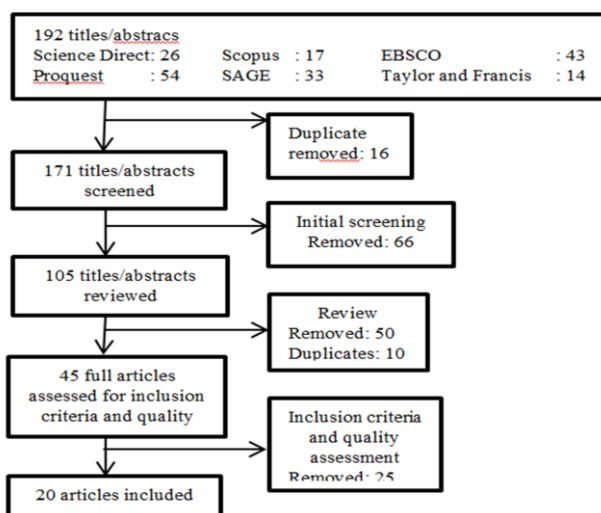 192 titles/abstracs
Science Direct: 26 Scopus : 17 EBSCO : 43
Proquest : 54 SAGE : 33 Taylor and Francis : 14
Duplicate
removed: 16
171 titles/abstracts
screened
Initial screening
Removed: 66
105 titles/abstracts
reviewed
Review
Removed: 50
Duplicates: 10
45 full articles
assessed for inclusion
criteria and quality
Inclusion criteria
and quality
assessment
Removed: 25
20 articles included